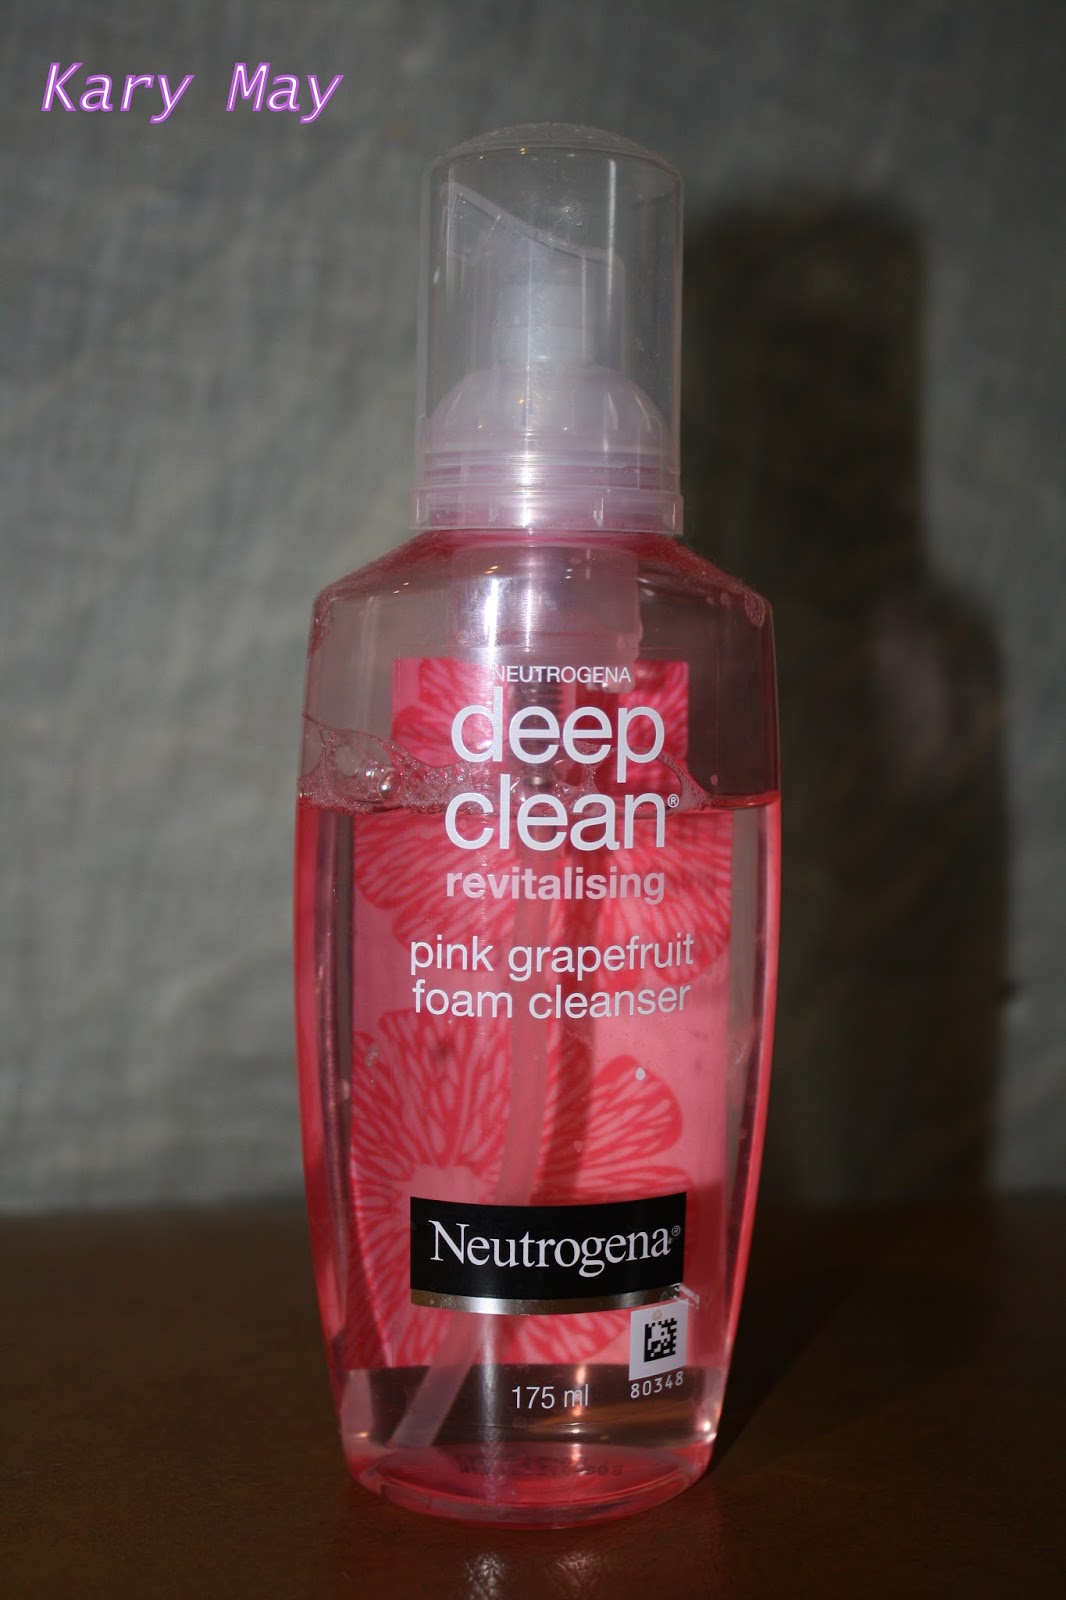 Kary May
NEUTROGENA
deep
clean®
revitalising
pink grapefruit
foam cleanser
Neutrogena®
80348
175 ml